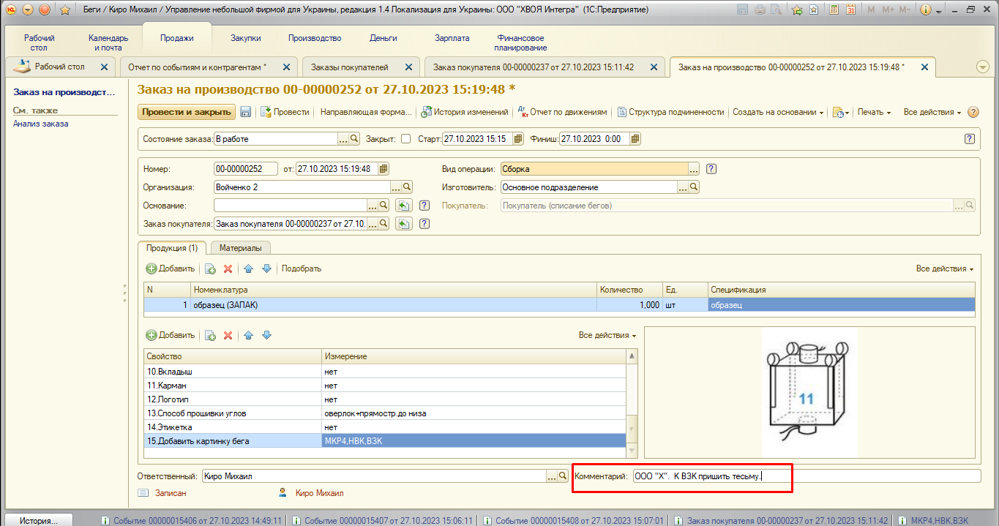 Беги / Киро Михаил / Управление небольшой фирмой для Украины, редакция 1.4 Локализация для Украины: ООО "ХВОЯ Интегра" (1С:Предприятие)
M M+ M-
Рабочий стол
Календарь и почта
Продажи
Закупки
Производство
Деньги
Зарплата
Финансовое планирование
Рабочий стол
Отчет по событиям и контрагентам *
Заказы покупателей
Заказ покупателя 00-00000237 от 27.10.2023 15:11:42
Заказ на производство 00-00000252 от 27.10.2023 15:19:48 *
Заказ на производст...
См. также
Анализ заказа
Заказ на производство 00-00000252 от 27.10.2023 15:19:48 *
Провести и закрыть
Провести
Направляющая форма...
История изменений
Дт Кт Отчет по движениям
Структура подчиненности
Создать на основании
Печать
Все действия
?
Состояние заказа: В работе ...
Закрыт:
Старт: 27.10.2023 15:15
Финиш: 27.10.2023 0:00
?
Номер: 00-00000252 от: 27.10.2023 15:19:48
Вид операции: Сборка ... ?
Организация: Войченко 2 ...
Изготовитель: Основное подразделение ...
Основание: ... ?
Покупатель: Покупатель (списание бегов) ...
Заказ покупателя: Заказ покупателя 00-00000237 от 27.10. ... ?
Продукция (1)
Материалы
Добавить
Подобрать
Все действия
N Номенклатура Количество Ед. Спецификация
1 образец (ЗАПАК) 1,000 шт образец
Добавить
Все действия
Свойство Измерение
10.Вкладыш нет
11.Карман нет
12.Логотип нет
13.Способ прошивки углов оверлок+прямостр.до низа
14.Этикетка нет
15.Добавить картинку бега МКР4,НВК,ВЗК
11
Ответственный: Киро Михаил ...
Комментарий: ООО "Х". К ВЗК пришить тесьму.
Записан
Киро Михаил
История...
Событие 00000015406 от 27.10.2023 14:49:11
Событие 00000015407 от 27.10.2023 15:06:11
Событие 00000015408 от 27.10.2023 15:07:01
Заказ покупателя 00-00000237 от 27.10.2023 15:11:42
МКР4,НВК,ВЗК